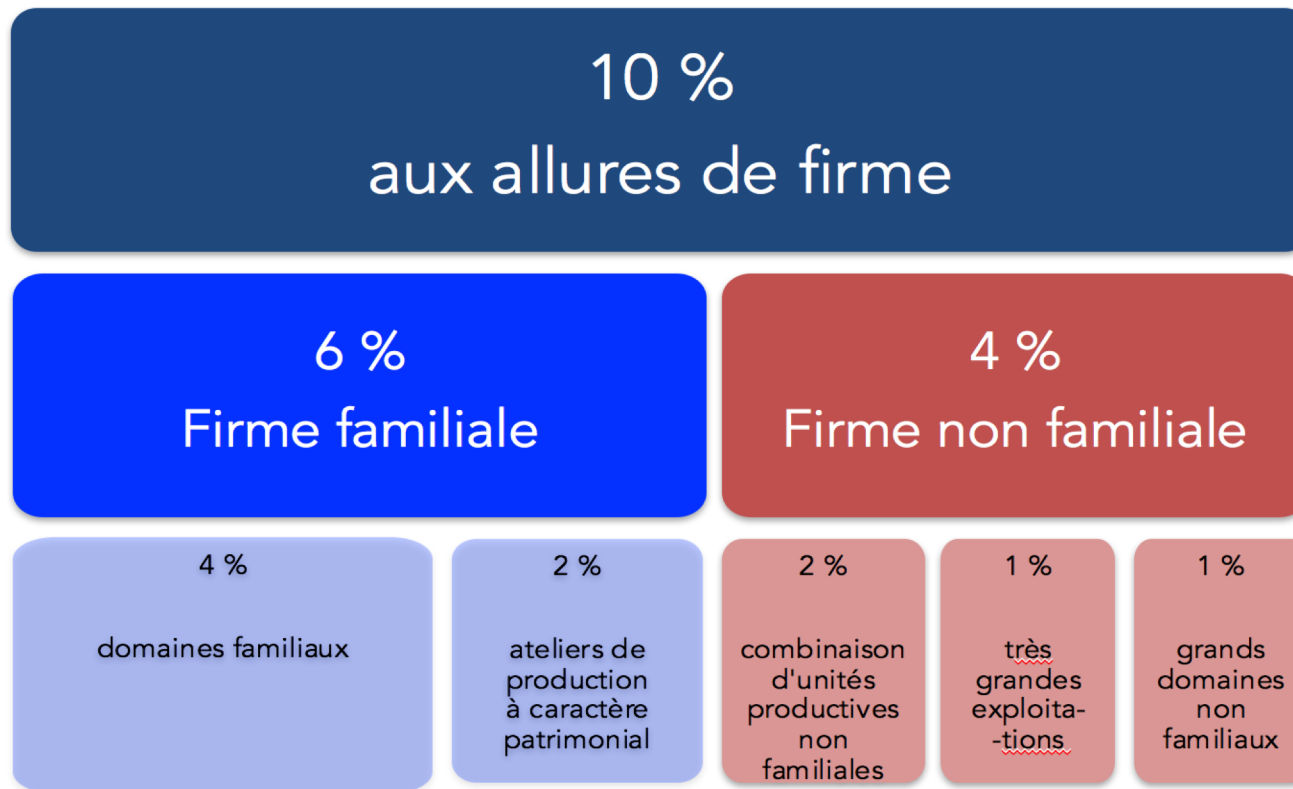 10 %
aux allures de firme
6 %
Firme familiale
4 %
Firme non familiale
4 %
domaines familiaux
2 %
ateliers de
production
à caractère
patrimonial
2 %
combinaison
d'unités
productives
non
familiales
1 %
très
grandes
exploita-
-tions
1 %
grands
domaines
non
familiaux